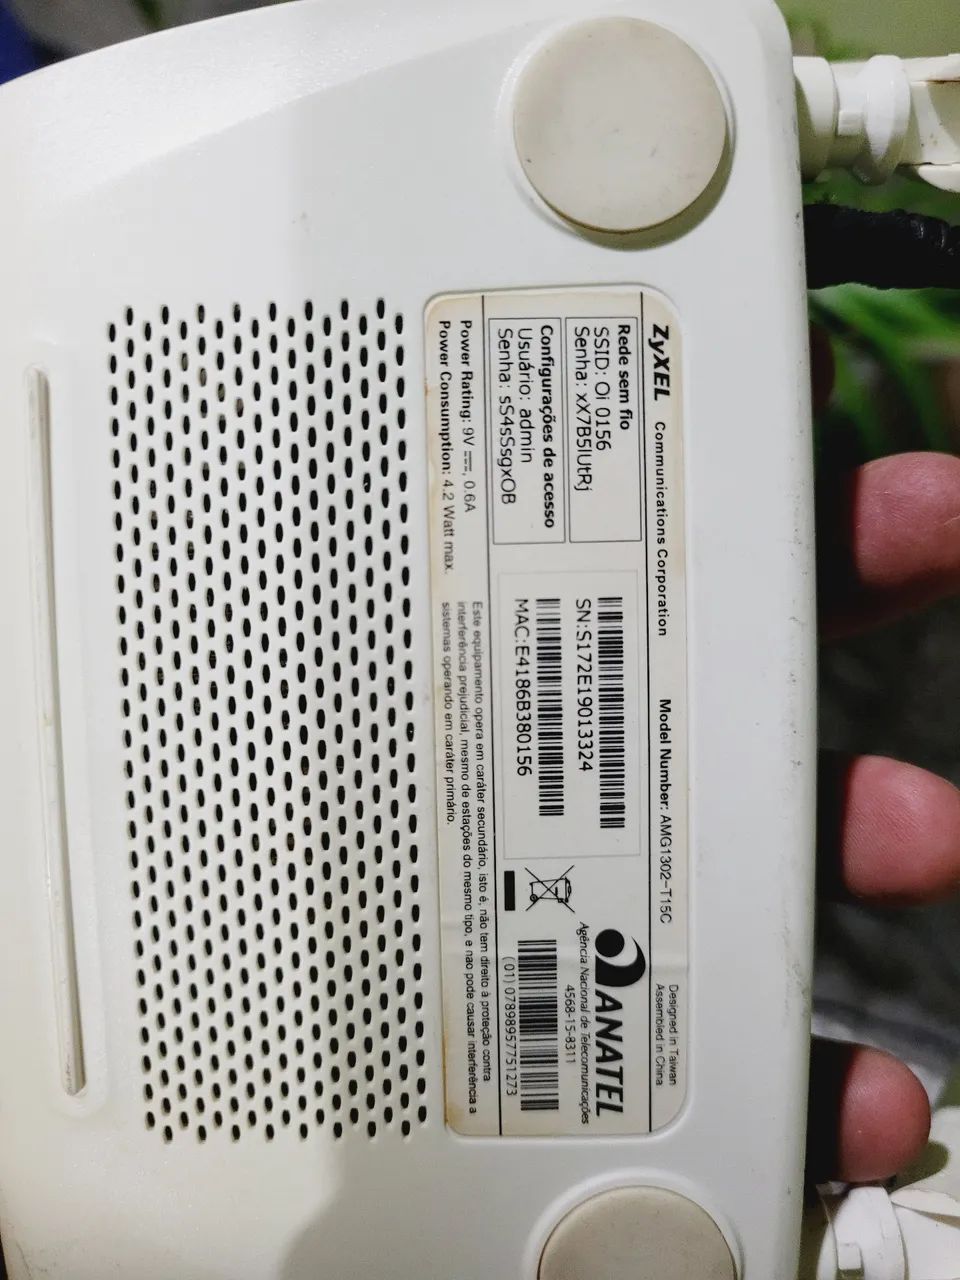 ZyXEL Communications Corporation
Model Number: AMG1302-T15C
Designed in Taiwan
Assembled in China
Rede sem fio
SSID: Oi 0156
Senha: xX7B5IUtRj
Configurações de acesso
Usuário: admin
Senha: sS4sSsgxOB
SN:S172E19013324
MAC:E4186B380156
ANATEL
Agência Nacional de Telecomunicações
4568-15-8311
(01) 07898957751273
Power Rating: 9V ⎓, 0.6A
Power Consumption: 4.2 Watt max.
Este equipamento opera em caráter secundário, isto é, não tem direito à proteção contra
interferência prejudicial, mesmo de estações do mesmo tipo, e nao pode causar interferência a
sistemas operando em caráter primário.